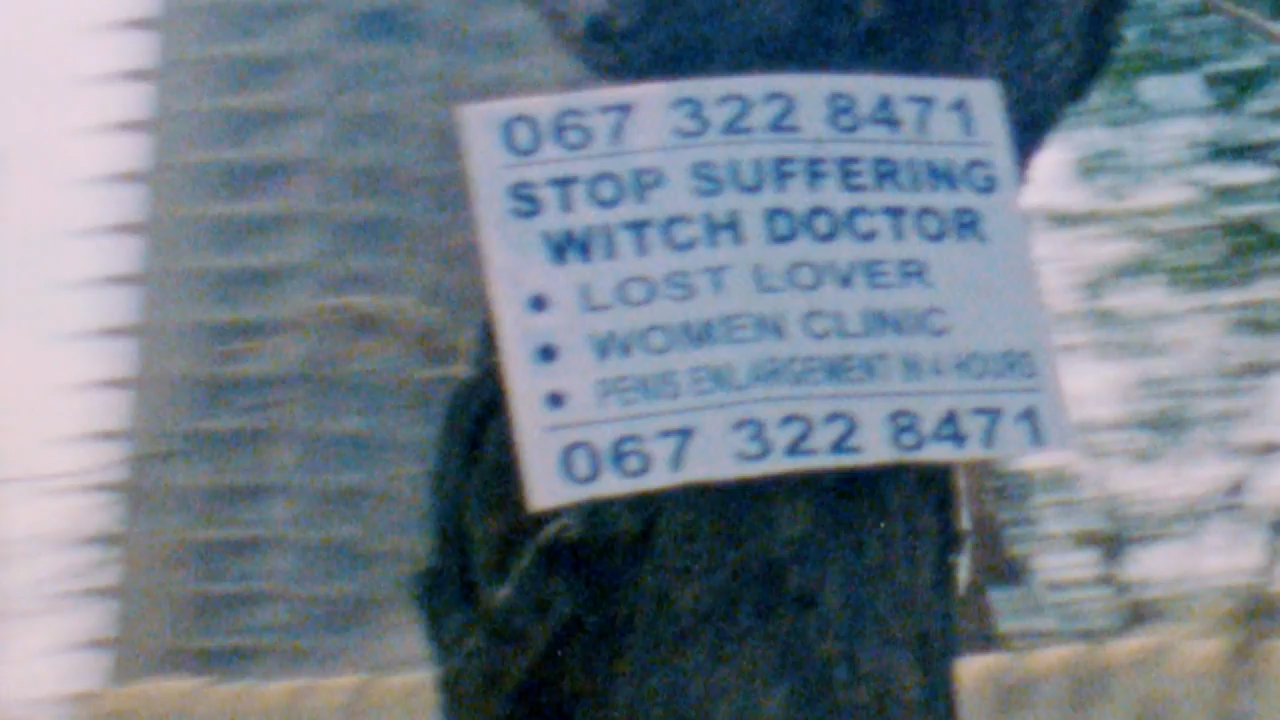 067 322 8471
STOP SUFFERING
WITCH DOCTOR
• LOST LOVER
• WOMEN CLINIC
• PENIS ENLARGEMENT IN 4 HOURS
067 322 8471